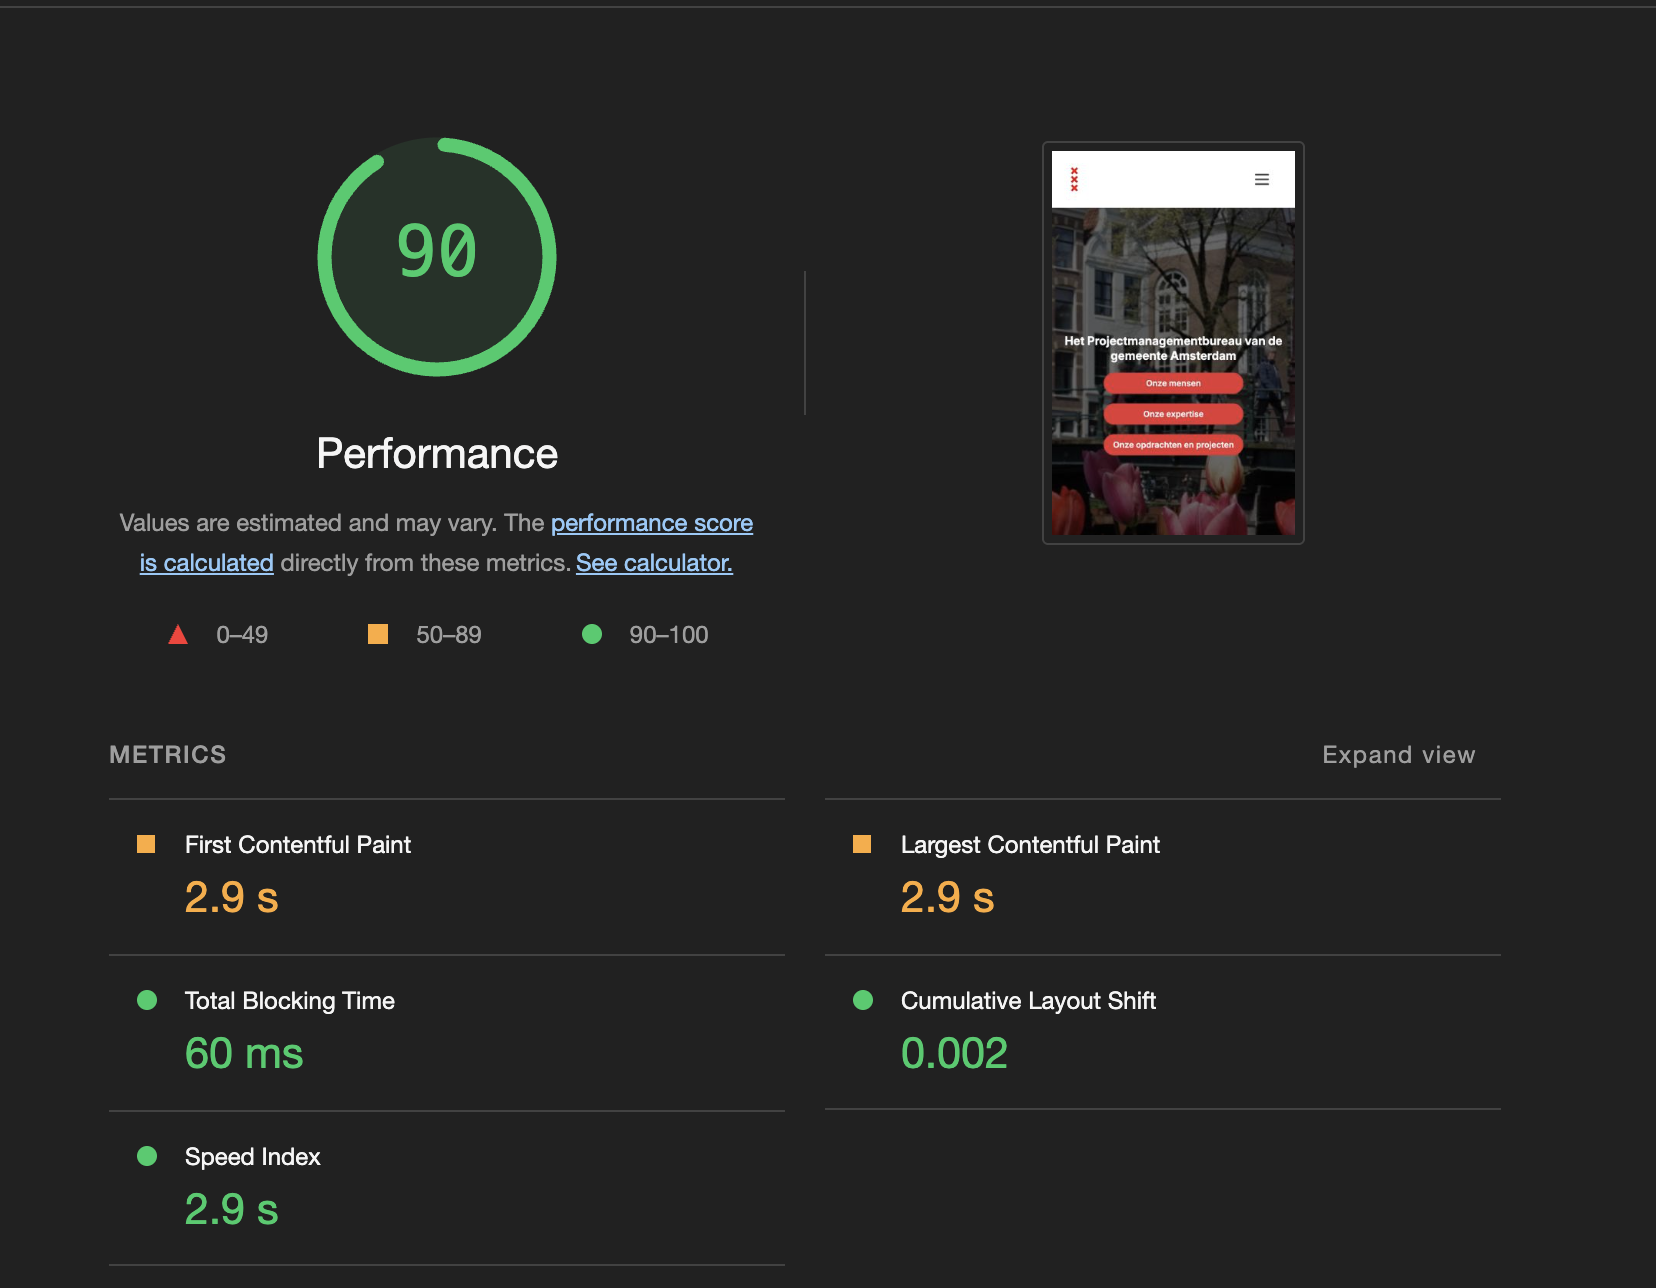 90
Performance
Values are estimated and may vary. The performance score
is calculated directly from these metrics. See calculator.
0–49
50–89
90–100
Het Projectmanagementbureau van de
gemeente Amsterdam
Onze mensen
Onze expertise
Onze opdrachten en projecten
METRICS
Expand view
First Contentful Paint
2.9 s
Largest Contentful Paint
2.9 s
Total Blocking Time
60 ms
Cumulative Layout Shift
0.002
Speed Index
2.9 s